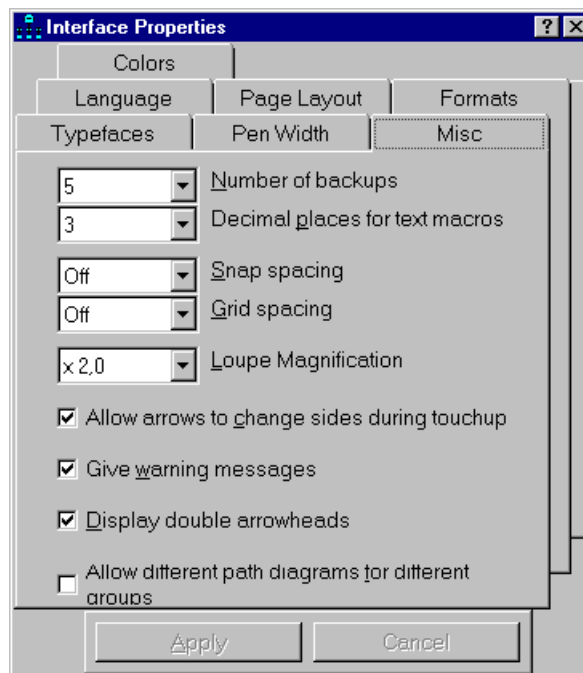 Interface Properties
Colors
Language Page Layout Formats
Typefaces Pen Width Misc
5 Number of backups
3 Decimal places for text macros
Off Snap spacing
Off Grid spacing
x 2,0 Loupe Magnification
Allow arrows to change sides during touchup
Give warning messages
Display double arrowheads
Allow different path diagrams for different
groups
Apply Cancel